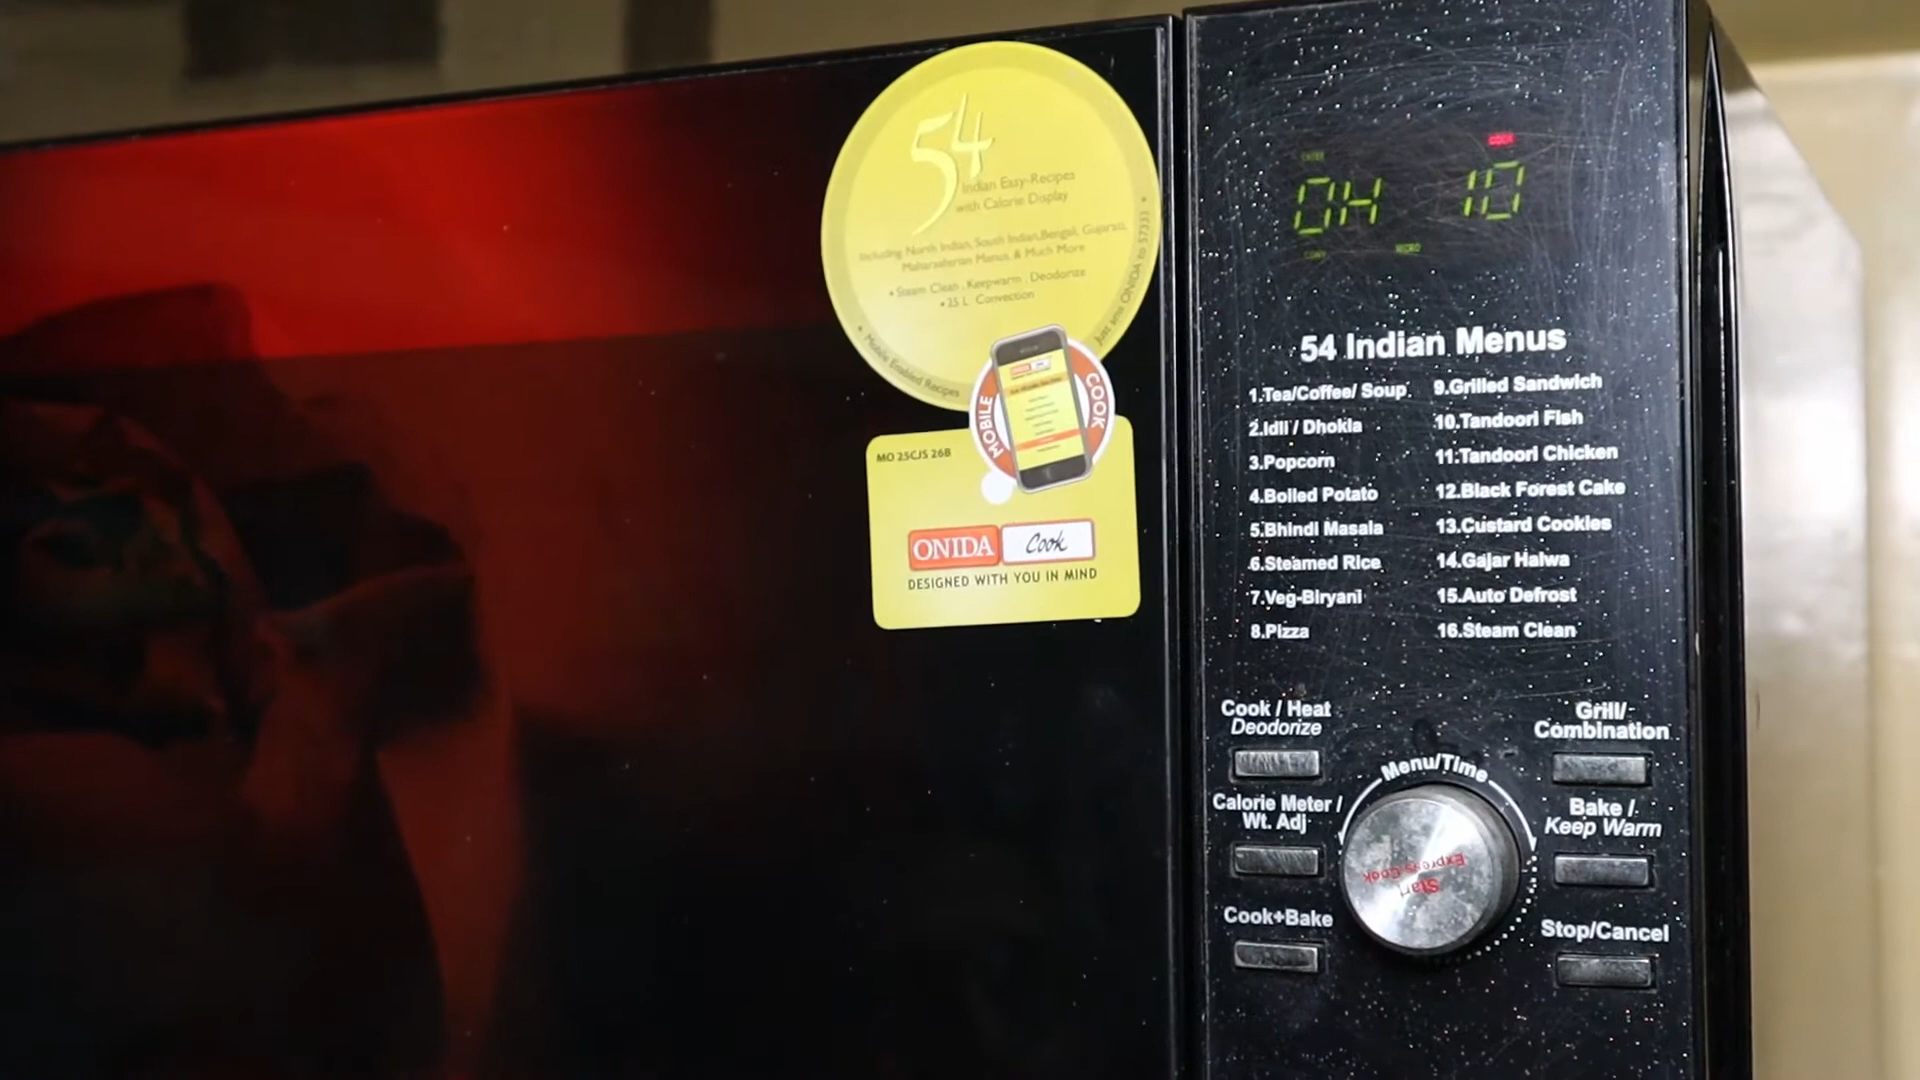 54
Indian Easy-Recipes
with Calorie Display
Including North Indian, South Indian, Bengali, Gujarati,
Maharashtrian Menus, & Much More
• Steam Clean . Keepwarm . Deodorize
• 25 L Convection
• Mobile Enabled Recipes
Just sms ONIDA to 57333 •
MOBILE
COOK
MO 25CJS 26B
ONIDA Cook
DESIGNED WITH YOU IN MIND
COOK
0H 10
MICRO
54 Indian Menus
1.Tea/Coffee/ Soup
2.Idli / Dhokla
3.Popcorn
4.Boiled Potato
5.Bhindi Masala
6.Steamed Rice
7.Veg-Biryani
8.Pizza
9.Grilled Sandwich
10.Tandoori Fish
11.Tandoori Chicken
12.Black Forest Cake
13.Custard Cookies
14.Gajar Halwa
15.Auto Defrost
16.Steam Clean
Cook / Heat
Deodorize
Grill/
Combination
Menu/Time
Calorie Meter /
Wt. Adj
Bake /
Keep Warm
Start
Express Cook
Cook+Bake
Stop/Cancel